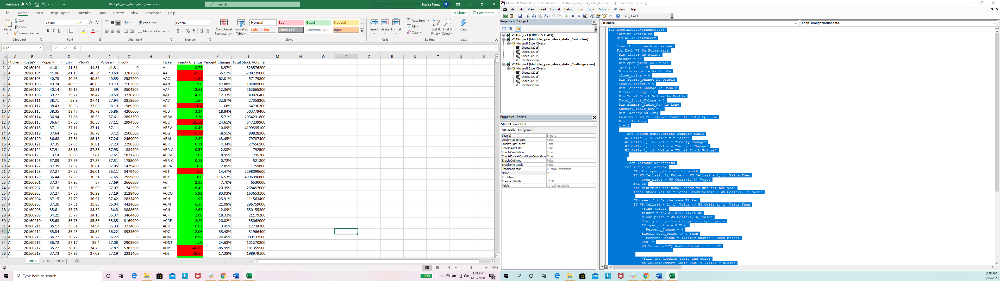 AutoSave Off Multiple_year_stock_data _Basic.xlsm Search Evelisa Flores EF
File Home Insert Page Layout Formulas Data Review View Developer Help Share Comments
Paste Cut Copy Format Painter Clipboard
Calibri 12 B I U Font
Wrap Text Merge & Center Alignment
General $ % Number
Conditional Formatting Format as Table Normal Bad Good Neutral Calculation Check Cell Explanatory ... Input Styles
Insert Delete Format Cells
AutoSum Fill Clear Sort & Filter Find & Select Editing
Ideas Ideas
P32 fx
A B C D E F G H I J K L M N O P Q R S T U V
1 <ticker> <date> <open> <high> <low> <close> <vol> Ticker Yearly Change Percent Change Total Stock Volume
2 A 20160101 41.81 41.81 41.81 41.81 0 A 3.75 8.97% 528576200
3 A 20160104 41.06 41.19 40.34 40.69 3287300 AA -1.53 -5.17% 5208239000
4 A 20160105 40.73 40.95 40.34 40.55 2587200 AAC -11.82 -62.01% 57179800
5 A 20160106 40.24 40.99 40.05 40.73 2103600 AAN 9.6 42.88% 184809000
6 A 20160107 40.14 40.15 38.81 39 3504300 AAP 18.61 12.36% 262665300
7 A 20160108 39.22 39.71 38.47 38.59 3736700 AAT 4.73 12.33% 49026400
8 A 20160111 38.71 38.9 37.41 37.94 2818600 AAV 1.67 32.87% 27358200
9 A 20160112 38.43 38.58 37.65 38.19 1989300 AB -0.4 -1.68% 64736300
10 A 20160113 38.35 38.47 36.72 36.86 4206600 ABB 3.34 18.84% 503779400
11 A 20160114 36.94 37.88 36.55 37.61 2893300 ABBV 3.38 5.71% 2034231800
12 A 20160115 36.67 37.56 36.55 37.11 2994300 ABC -25.52 -24.61% 647239900
13 A 20160118 37.11 37.11 37.11 37.11 0 ABEV 0.45 10.09% 4199335100
14 A 20160119 37.64 37.92 36.79 37.2 2506500 ABG -5.74 -8.51% 89828200
15 A 20160120 36.68 37.61 36.13 37.26 2469000 ABM 12.37 43.45% 79787400
16 A 20160121 37.35 37.83 36.81 37.23 2298300 ABR 0.31 4.34% 27556100
17 A 20160122 37.91 38.18 37.58 37.98 1834400 ABR-A 0.57 2.33% 792500
18 A 20160125 37.4 38.03 37.4 37.61 1831200 ABR-B 2.02 8.95% 795300
19 A 20160126 37.89 37.96 37.36 37.51 1755000 ABR-C 0.18 0.72% 521300
20 A 20160127 37.39 37.92 36.81 37.05 1479400 ABRN 0.7 2.85% 1759800
21 A 20160128 37.27 37.27 36.01 36.11 3479400 ABT -6.5 -14.47% 2298099600
22 A 20160129 36.44 37.69 36.31 37.65 2959800 ABX 8.6 116.53% 4996990800
23 A 20160201 37.37 37.95 37 37.69 2666500 AC 2.35 7.70% 6530000
24 A 20160202 37.18 37.55 36.95 37.07 1742300 ACC 8.43 20.39% 258457600
25 A 20160203 37.27 37.36 36.29 37.19 2128400 ACCO 5.92 83.03% 163653100
26 A 20160204 37.15 37.79 36.97 37.42 2833400 ACH 1.97 23.91% 11563400
27 A 20160205 37.26 37.31 35.83 36.04 4424600 ACM 6.33 21.08% 296759000
28 A 20160208 35.61 35.78 34.39 34.8 3888600 ACN 12.63 12.09% 650155300
29 A 20160209 34.21 35.77 34.15 35.37 3464400 ACP 2.08 18.33% 21179200
30 A 20160210 35.63 36.73 35.53 35.85 3169900 ACRE 2.29 20.02% 35062000
31 A 20160211 35.12 35.61 34.94 35.33 3224000 ACV 0.62 3.41% 12734300
32 A 20160212 35.84 36.23 35.52 36.22 3923600 ADC 12.06 35.48% 51966400
33 A 20160215 36.22 36.22 36.22 36.22 0 ADM 8.97 24.45% 909133500
34 A 20160216 36.72 37.17 36.4 37.08 2903600 ADNT 11.6 24.68% 101270800
35 A 20160217 35.22 38.13 34.75 37.87 5382300 ADPT -46.88 -85.99% 181359500
36 A 20160218 37.73 37.96 37.09 37.19 2231400 ADS -48.07 -17.38% 198979100
2016 2015 2014
100%
Type here to search 100% 3:48 PM 6/15/2020 20
Microsoft Visual Basic for Applications - Multiple_year_stock_data _Basic.xlsm - [ThisWorkbook (Code)]
File Edit View Insert Format Debug Run Tools Add-Ins Window Help
Ln 1, Col 1
Project - VBAProject
VBAProject (FUNCRES.XLAM)
VBAProject (Multiple_year_stock_data _Basic.xlsm)
Microsoft Excel Objects
Sheet1 (2016)
Sheet2 (2015)
Sheet3 (2014)
ThisWorkbook
VBAProject (Multiple_year_stock_data _Challenge.xlsm)
Microsoft Excel Objects
Sheet1 (2016)
Sheet2 (2015)
Sheet3 (2014)
ThisWorkbook
Properties - Sheet1
Sheet1 Worksheet
Alphabetic Categorized
(Name) Sheet1
DisplayPageBreaks False
DisplayRightToLeft False
EnableAutoFilter False
EnableCalculation True
EnableFormatConditionsCalculation True
EnableOutlining False
EnablePivotTable False
EnableSelection 0 - xlNoRestrictions
Name 2016
ScrollArea
StandardWidth 10.38
Visible -1 - xlSheetVisible
(General) LoopThroughWorksheets
Sub LoopThroughWorksheets()
'Define Variables
Dim WS As Worksheet
'run through each worksheet
For Each WS In Worksheets
Dim ticker As String
ticker = ""
Dim open_price As Double
open_price = 0
Dim close_price As Double
close_price = 0
Dim Yearly_change As Double
Yearly_change = 0
Dim Percent_Change As Double
Percent_Change = 0
Dim Total_Stock_Volume As Double
Total_Stock_Volume = 0
Dim Summary_Table_Row As Long
Summary_Table_Row = 2
Dim Lastrow As Long
Lastrow = WS.Cells(Rows.Count, 1).End(xlUp).Row
Dim i As Long
i = 2
'set Column names,create summary table
WS.Cells(1, 9).Value = "Ticker"
WS.Cells(1, 10).Value = "Yearly Change"
WS.Cells(1, 11).Value = "Percent Change"
WS.Cells(1, 12).Value = "Total Stock Volume"
'Loop Through Worksheets
For i = 2 To Lastrow
'To fix open price of the month
If WS.Cells(i, 1).Value <> WS.Cells(i - 1, 1).Value Then
open_price = WS.Cells(i, 3).Value
End If
'To determine the total stock volume for the year
Total_Stock_Volume = Total_Stock_Volume + WS.Cells(i, 7).Value
'To see if it's the same Ticker
If WS.Cells(i + 1, 1).Value <> WS.Cells(i, 1).Value Then
'Find Values
ticker = WS.Cells(i, 1).Value
close_price = WS.Cells(i, 6).Value
Yearly_change = close_price - open_price
If open_price = 0 Then
Percent_Change = 0
ElseIf open_price <> 0 Then
Percent_Change = (Yearly_change / open_price)
End If
WS.Columns("K").NumberFormat = "0.00%"
'Fill the Results Table and color
WS.Cells(Summary_Table_Row, 9).Value = ticker
3:48 PM
6/15/2020